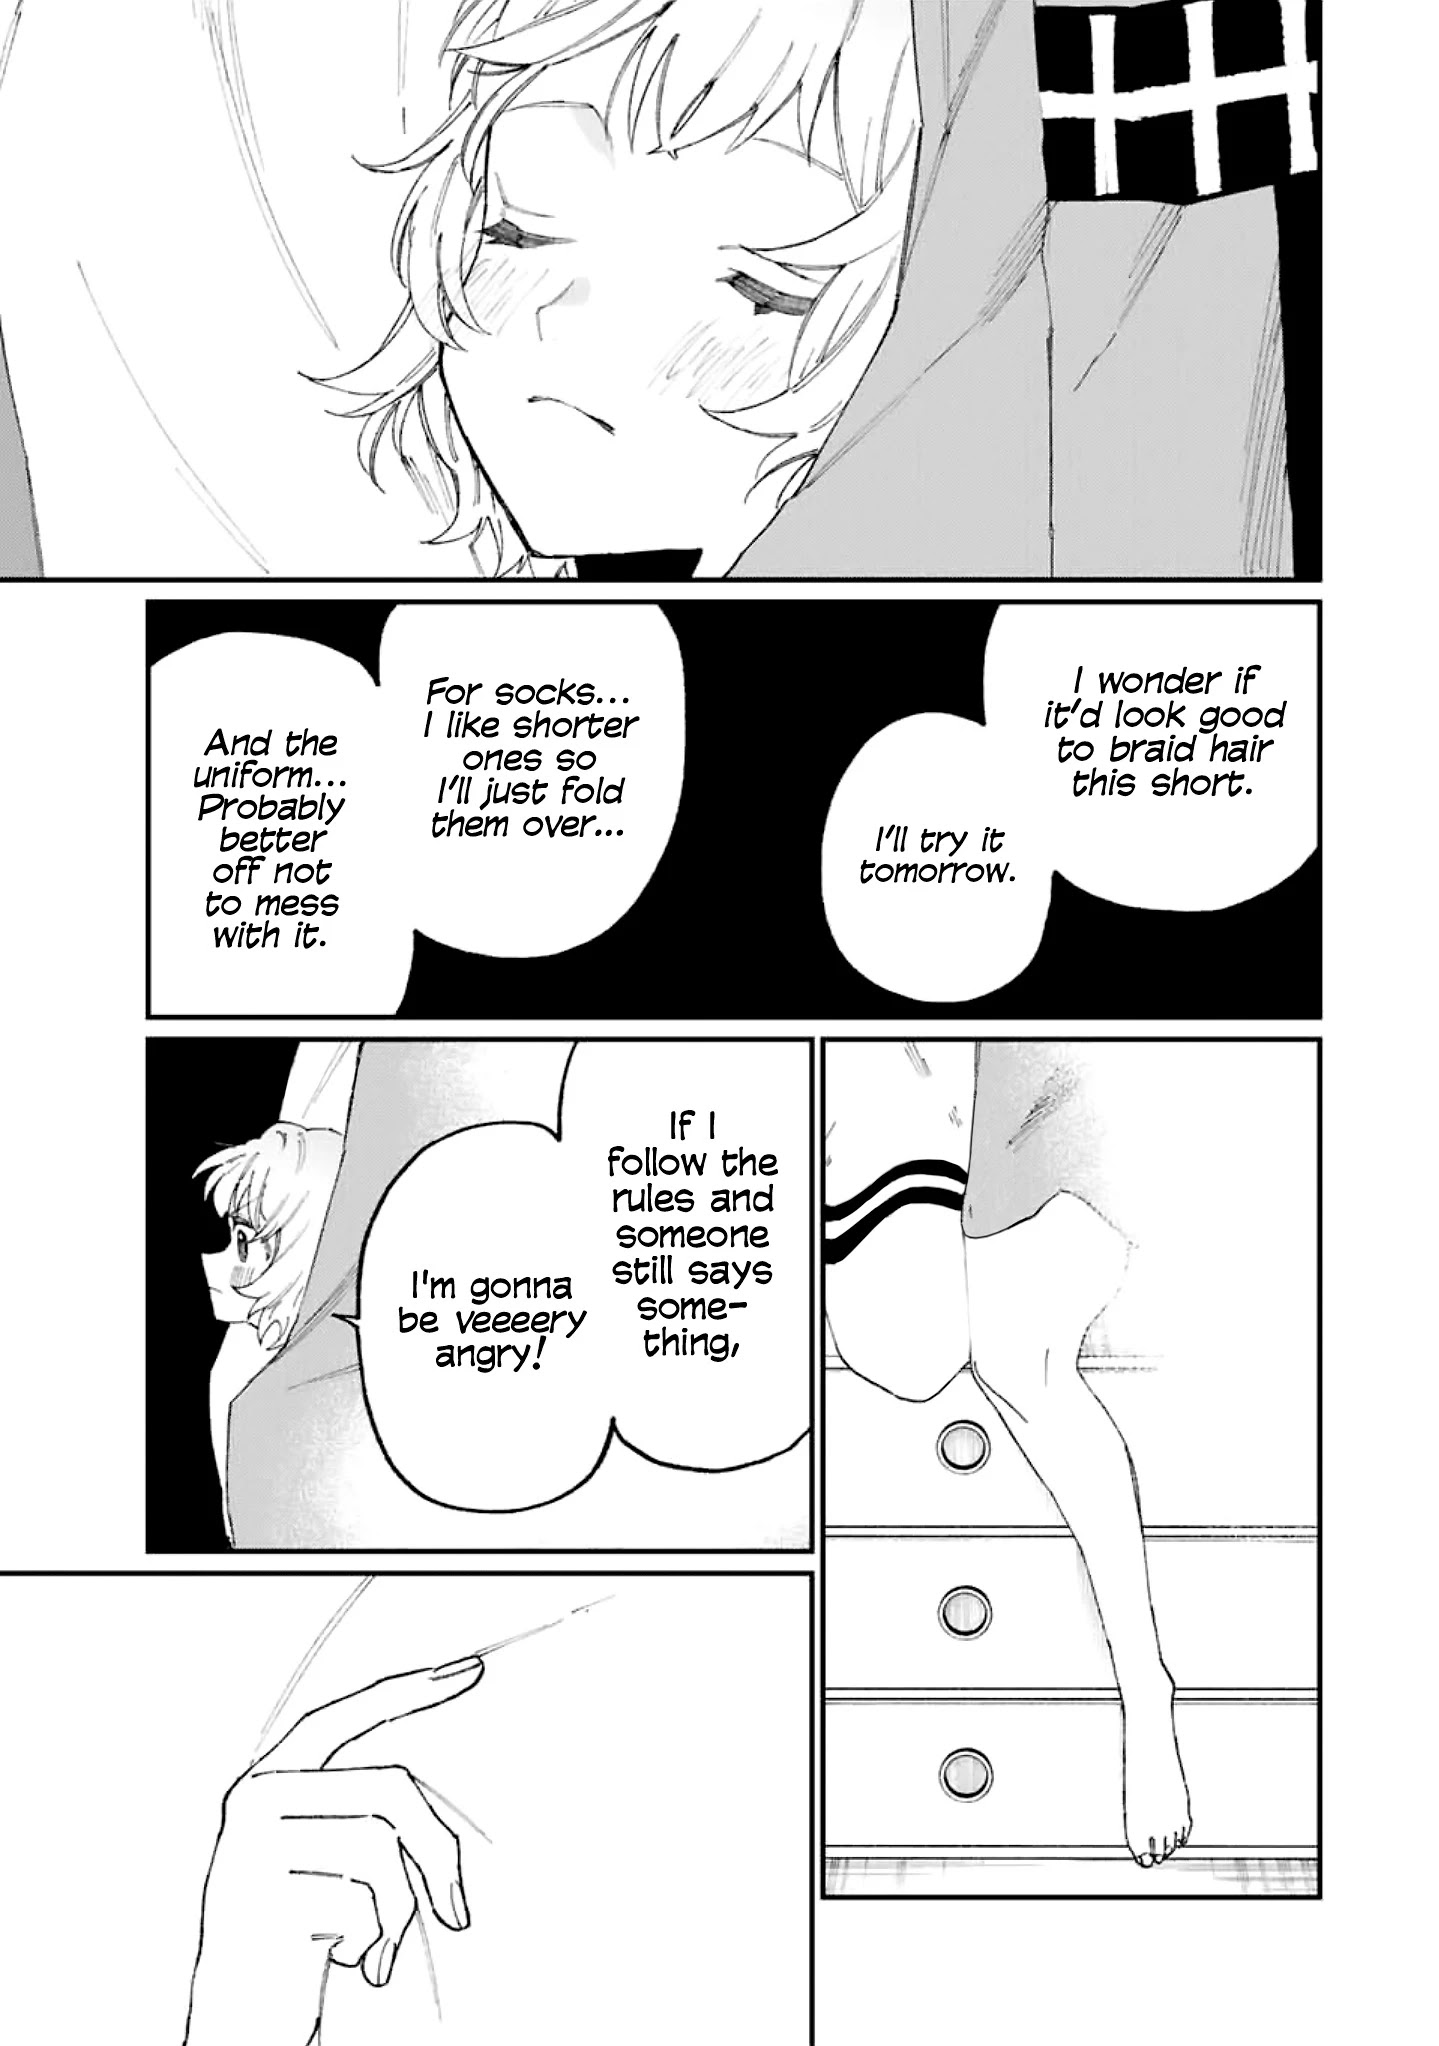 I wonder if
it'd look good
to braid hair
this short.
I'll try it
tomorrow.
For socks...
I like shorter
ones so
I'll just fold
them over...
And the
uniform...
Probably
better
off not
to mess
with it.
If I
follow the
rules and
someone
still says
some-
thing,
I'm gonna
be veeeery
angry!